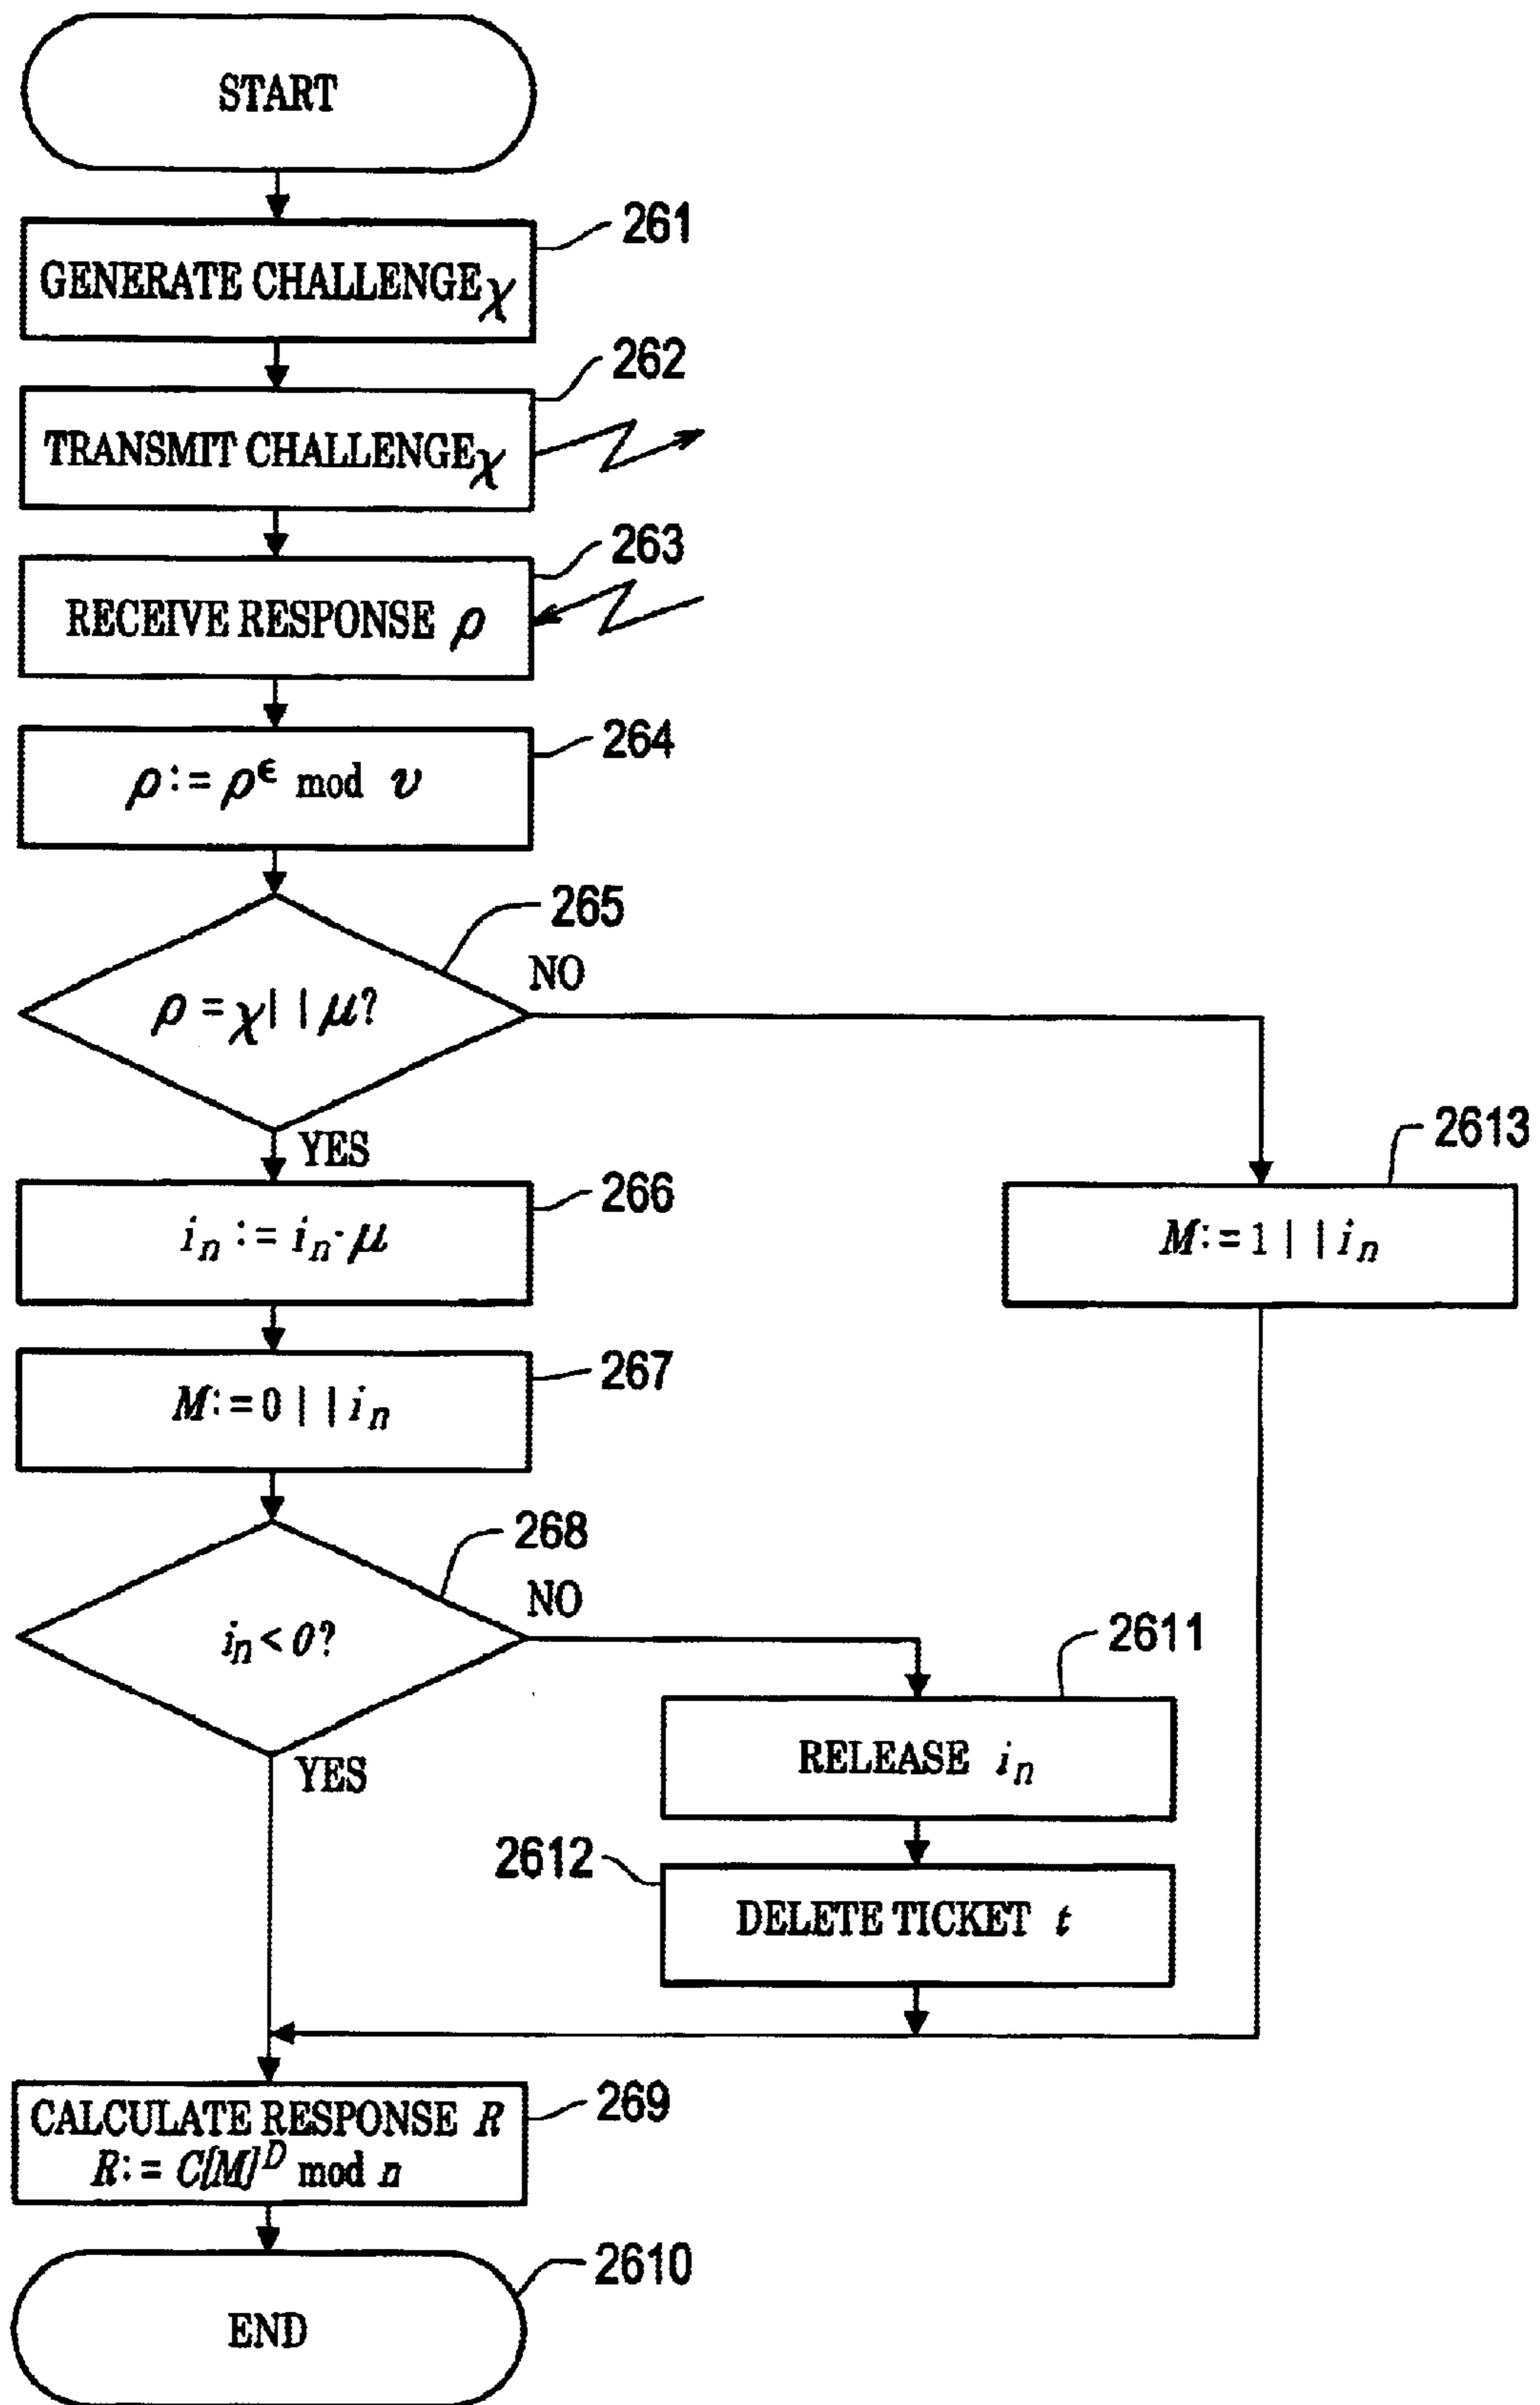 START
261
GENERATE CHALLENGE χ
262
TRANSMIT CHALLENGE χ
263
RECEIVE RESPONSE ρ
264
ρ := ρ^ϵ mod υ
265
NO
ρ = χ||μ?
YES
2613
266
i_n := i_n-μ
M:=1||i_n
267
M:=0||i_n
268
NO
i_n<0?
2611
YES
RELEASE i_n
2612
DELETE TICKET t
CALCULATE RESPONSE R
269
R:=C[M]^D mod n
2610
END